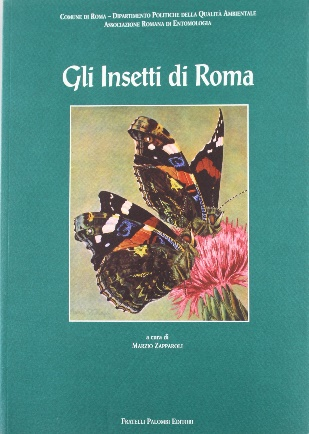 COMUNE DI ROMA – DIPARTIMENTO POLITICHE DELLA QUALITÀ AMBIENTALE
ASSOCIAZIONE ROMANA DI ENTOMOLOGIA
Gli Insetti di Roma
a cura di
MARZIO ZAPPAROLI
FRATELLI PALOMBI EDITORI